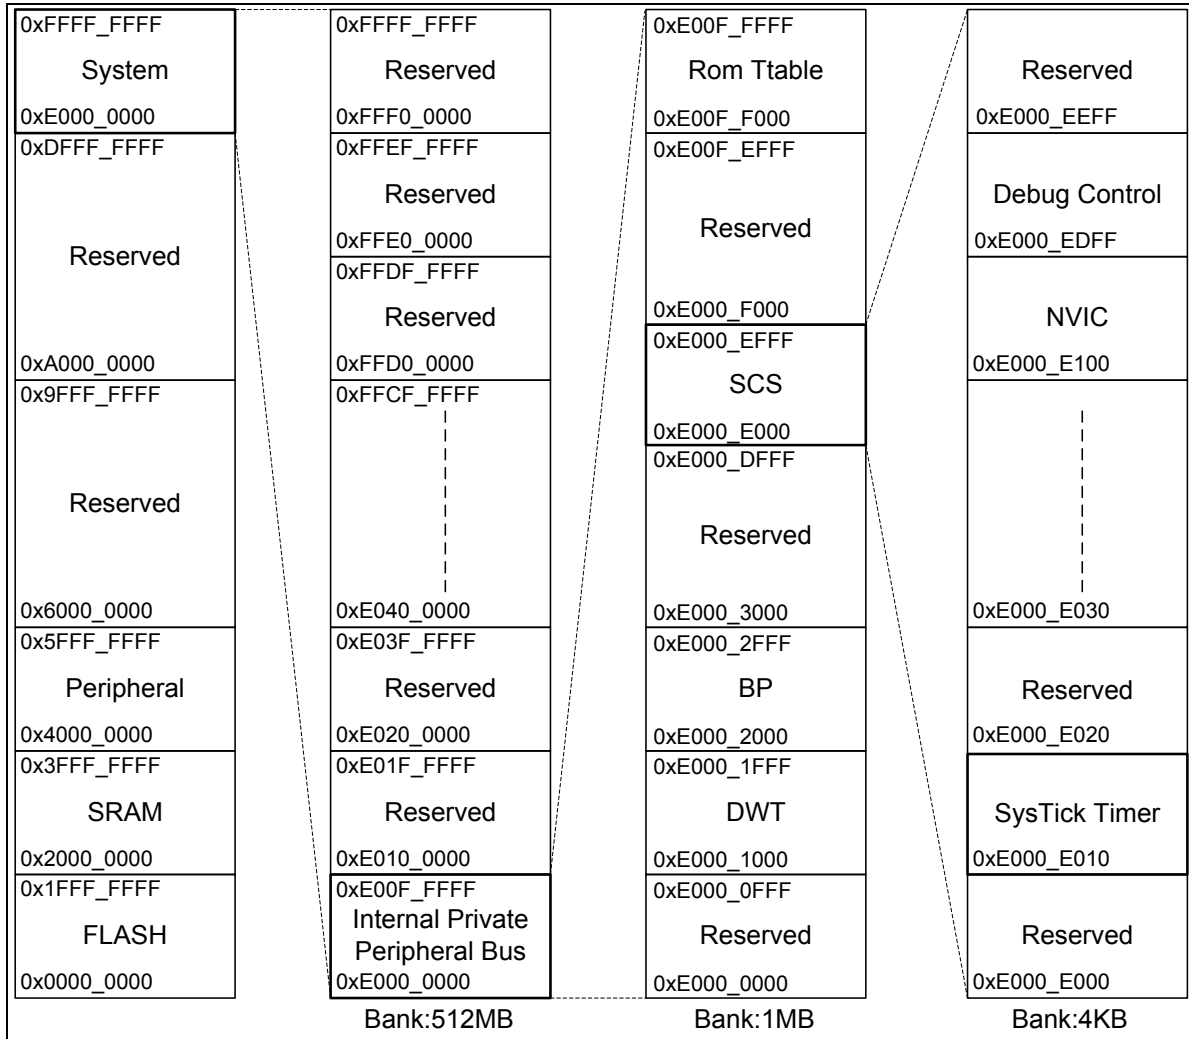 0xFFFF_FFFF
System
0xE000_0000
0xDFFF_FFFF
Reserved
0xA000_0000
0x9FFF_FFFF
Reserved
0x6000_0000
0x5FFF_FFFF
Peripheral
0x4000_0000
0x3FFF_FFFF
SRAM
0x2000_0000
0x1FFF_FFFF
FLASH
0x0000_0000
0xFFFF_FFFF
Reserved
0xFFF0_0000
0xFFEF_FFFF
Reserved
0xFFE0_0000
0xFFDF_FFFF
Reserved
0xFFD0_0000
0xFFCF_FFFF
0xE040_0000
0xE03F_FFFF
Reserved
0xE020_0000
0xE01F_FFFF
Reserved
0xE010_0000
0xE00F_FFFF
Internal Private
Peripheral Bus
0xE000_0000
Bank:512MB
0xE00F_FFFF
Rom Ttable
0xE00F_F000
0xE00F_EFFF
Reserved
0xE000_F000
0xE000_EFFF
SCS
0xE000_E000
0xE000_DFFF
Reserved
0xE000_3000
0xE000_2FFF
BP
0xE000_2000
0xE000_1FFF
DWT
0xE000_1000
0xE000_0FFF
Reserved
0xE000_0000
Bank:1MB
Reserved
0xE000_EEFF
Debug Control
0xE000_EDFF
NVIC
0xE000_E100
0xE000_E030
Reserved
0xE000_E020
SysTick Timer
0xE000_E010
Reserved
0xE000_E000
Bank:4KB